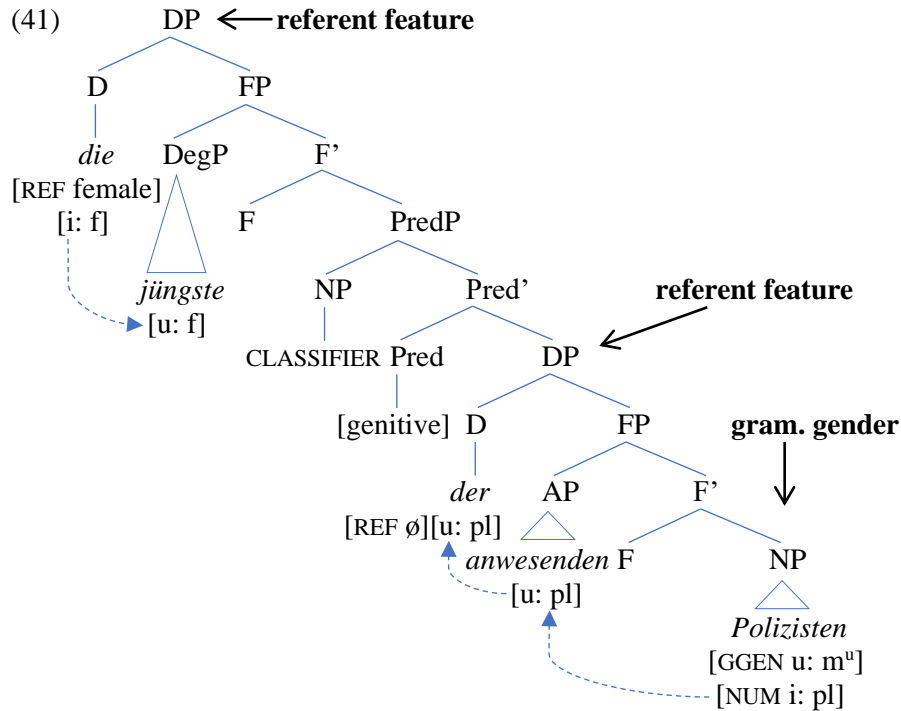 (41) DP referent feature
D FP
die DegP F’
[REF female] F PredP
[i: f]
jüngste NP Pred’ referent feature
[u: f]
CLASSIFIER Pred DP
[genitive] D FP gram. gender
der AP F’
[REF ø][u: pl]
anwesenden F NP
[u: pl]
Polizisten
[GGEN u: mᵘ]
[NUM i: pl]